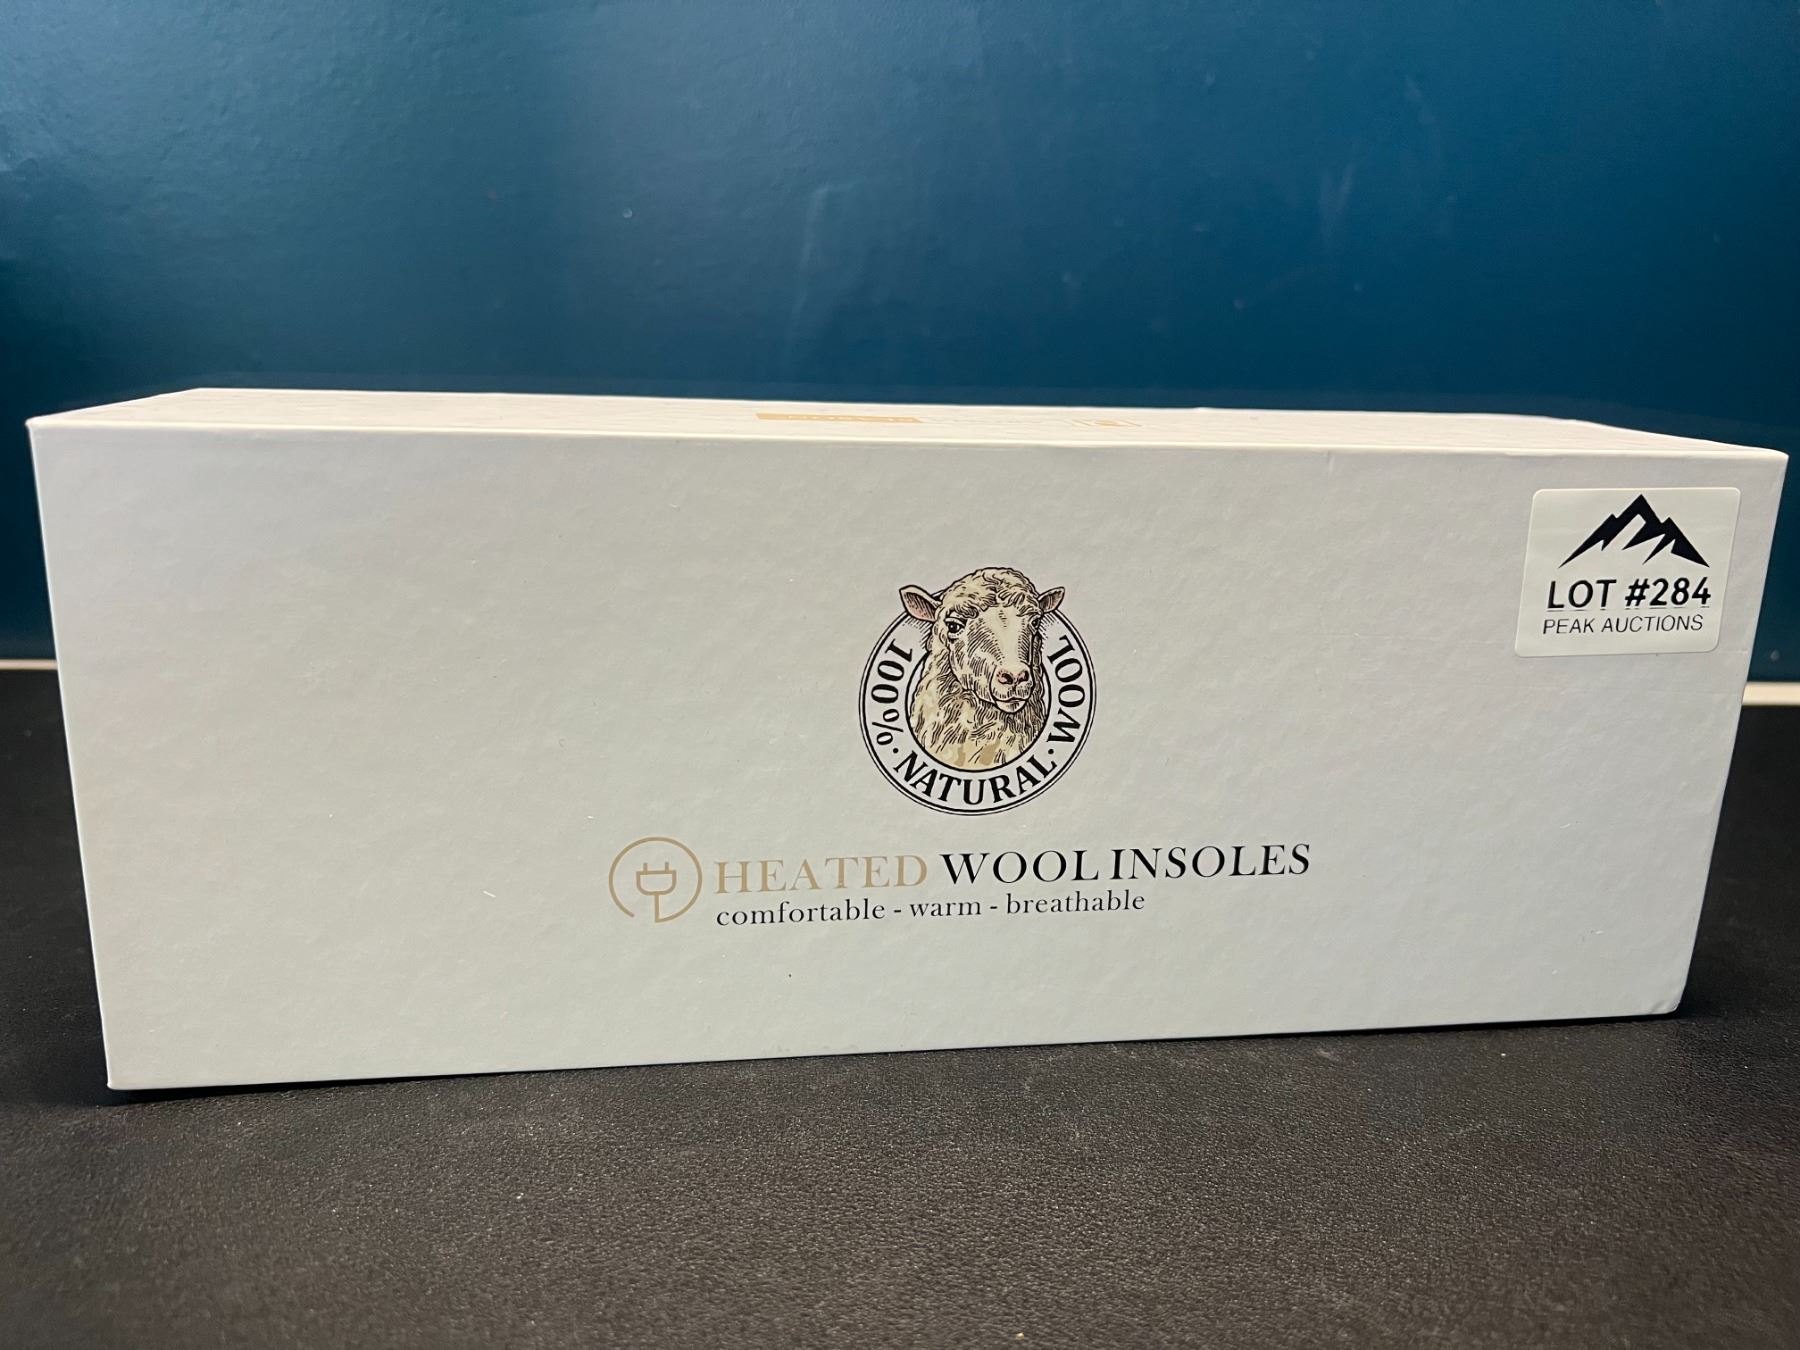 LOT #284
PEAK AUCTIONS
100% · NATURAL · WOOL
HEATED WOOL INSOLES
comfortable - warm - breathable